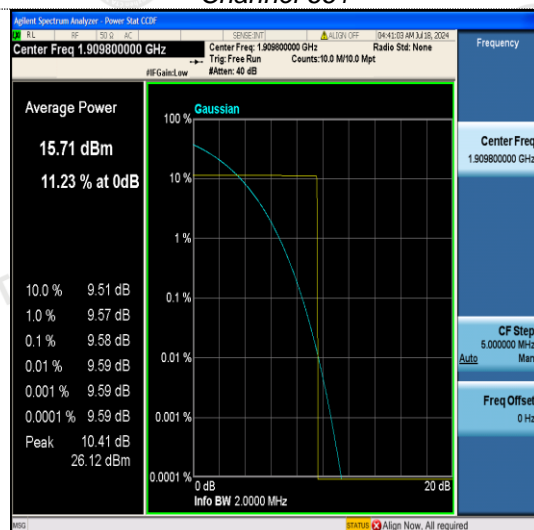 Agilent Spectrum Analyzer - Power Stat CCDF
RL RF 50 Ω AC SENSE:INT ALIGN OFF 04:41:03 AM Jul 18, 2024
Center Freq 1.909800000 GHz
Center Freq: 1.909800000 GHz Radio Std: None
Trig: Free Run Counts:10.0 M/10.0 Mpt
#IFGain:Low #Atten: 40 dB
Frequency
Average Power
15.71 dBm
11.23 % at 0dB
10.0 % 9.51 dB
1.0 % 9.57 dB
0.1 % 9.58 dB
0.01 % 9.59 dB
0.001 % 9.59 dB
0.0001 % 9.59 dB
Peak 10.41 dB
26.12 dBm
Gaussian
100 %
10 %
1 %
0.1 %
0.01 %
0.001 %
0.0001 %
0 dB 20 dB
Info BW 2.0000 MHz
Center Freq
1.909800000 GHz
CF Step
5.000000 MHz
Auto Man
Freq Offset
0 Hz
MSG STATUS Align Now, All required